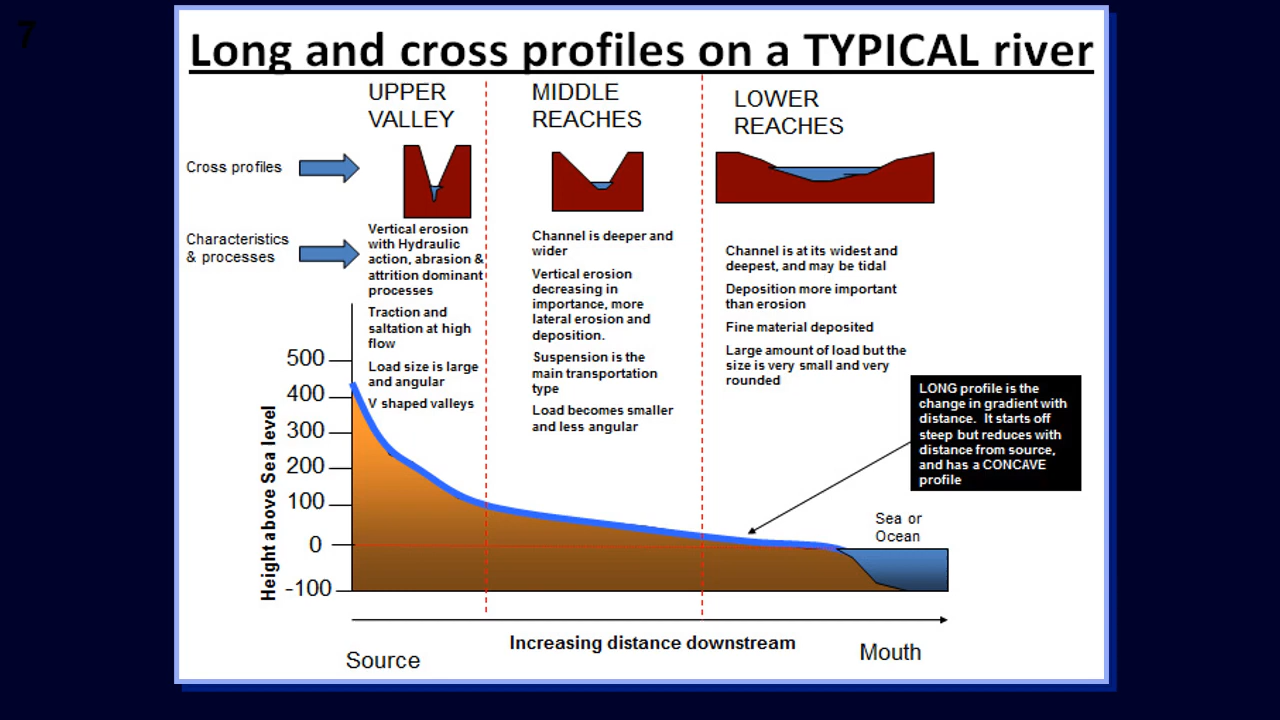 7
Long and cross profiles on a TYPICAL river
UPPER
VALLEY
MIDDLE
REACHES
LOWER
REACHES
Cross profiles
Characteristics
& processes
Vertical erosion
with Hydraulic
action, abrasion &
attrition dominant
processes
Traction and
saltation at high
flow
Load size is large
and angular
V shaped valleys
Channel is deeper and
wider
Vertical erosion
decreasing in
importance, more
lateral erosion and
deposition.
Suspension is the
main transportation
type
Load becomes smaller
and less angular
Channel is at its widest and
deepest, and may be tidal
Deposition more important
than erosion
Fine material deposited
Large amount of load but the
size is very small and very
rounded
LONG profile is the
change in gradient with
distance. It starts off
steep but reduces with
distance from source,
and has a CONCAVE
profile
Height above Sea level
500
400
300
200
100
0
-100
Sea or
Ocean
Increasing distance downstream
Source
Mouth